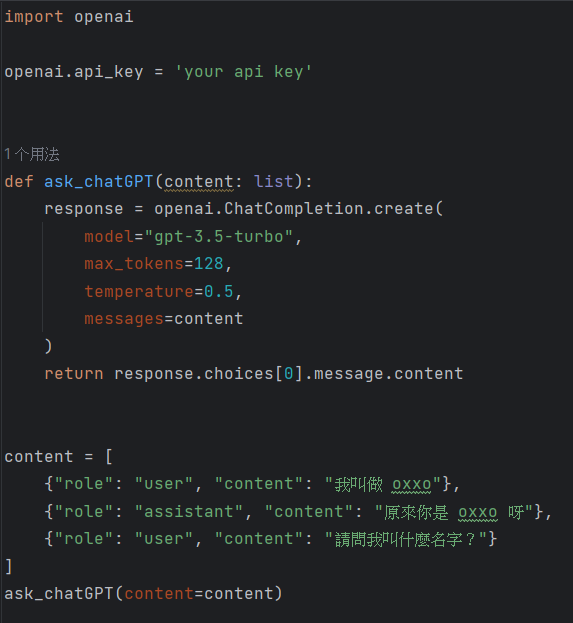 import openai
openai.api_key = 'your api key'
1个用法
def ask_chatGPT(content: list):
    response = openai.ChatCompletion.create(
        model="gpt-3.5-turbo",
        max_tokens=128,
        temperature=0.5,
        messages=content
    )
    return response.choices[0].message.content
content = [
    {"role": "user", "content": "我叫做 oxxo"},
    {"role": "assistant", "content": "原來你是 oxxo 呀"},
    {"role": "user", "content": "請問我叫什麼名字？"}
]
ask_chatGPT(content=content)